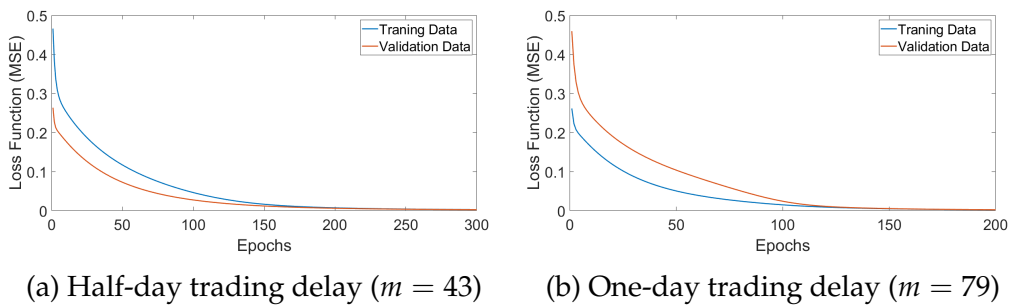 0.5
0.4
0.3
0.2
0.1
0
Loss Function (MSE)
0
50
100
150
200
250
300
Epochs
Traning Data
Validation Data
(a) Half-day trading delay (m = 43)
0.5
0.4
0.3
0.2
0.1
0
Loss Function (MSE)
0
50
100
150
200
Epochs
Traning Data
Validation Data
(b) One-day trading delay (m = 79)